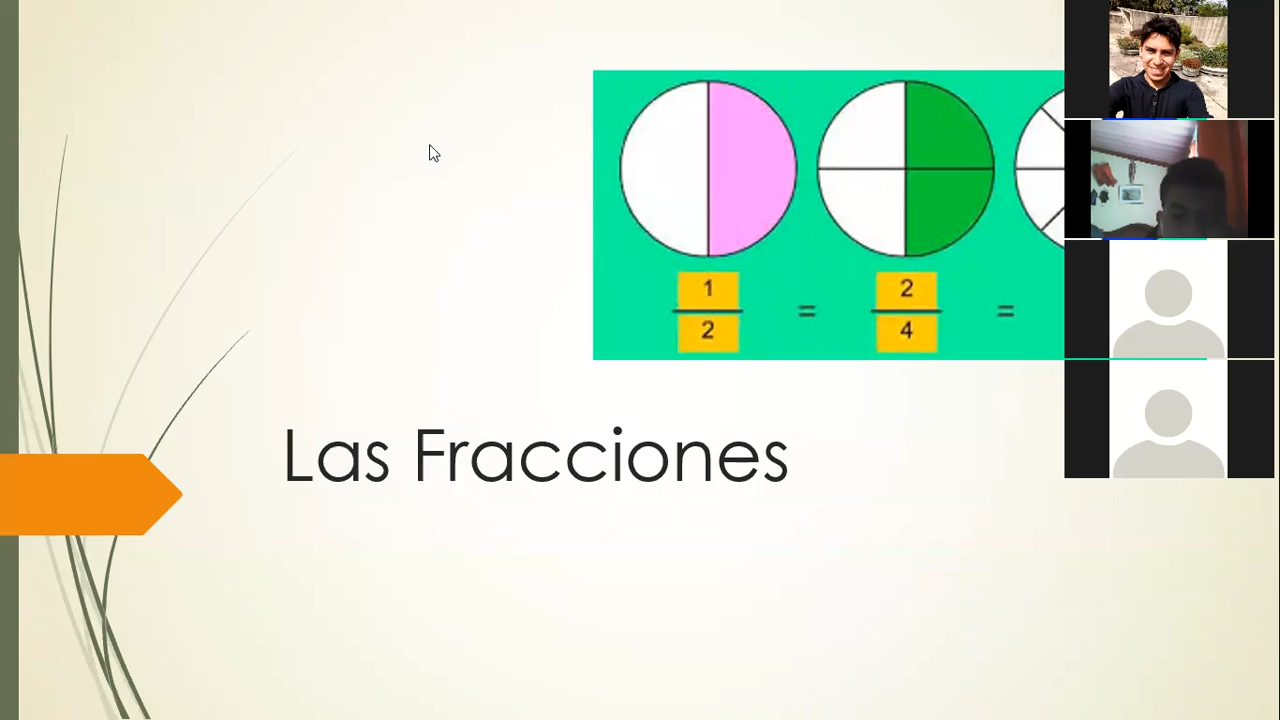 1 2
= =
2 4
Las Fracciones